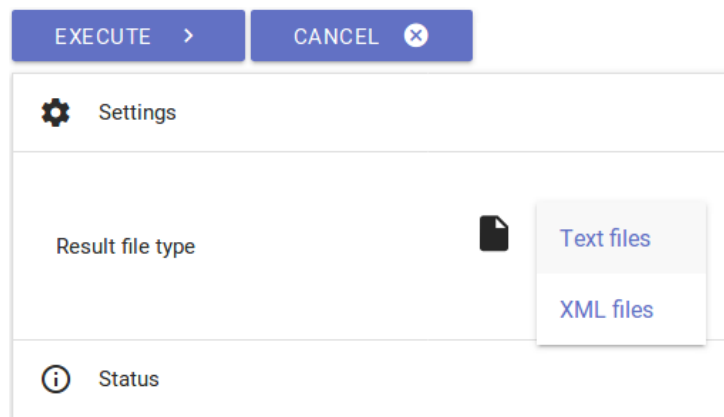 EXECUTE CANCEL
Settings
Result file type
Text files
XML files
Status